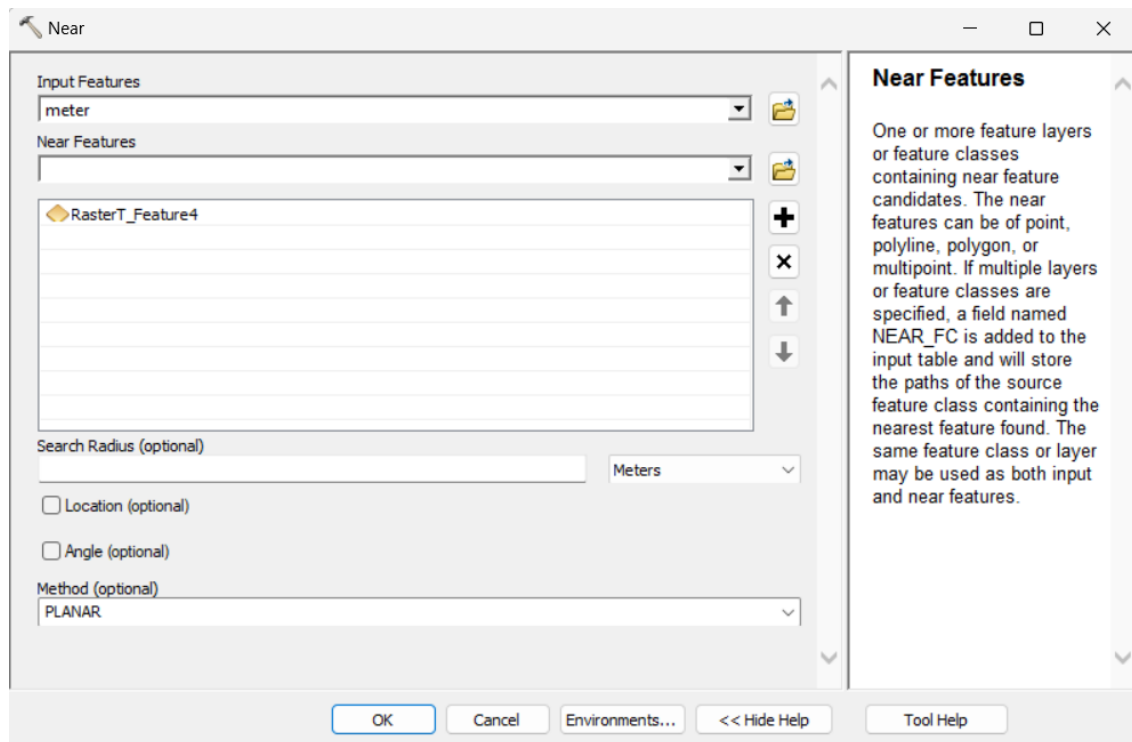 Near
Input Features
meter
Near Features
RasterT_Feature4
Search Radius (optional)
Meters
Location (optional)
Angle (optional)
Method (optional)
PLANAR
Near Features
One or more feature layers
or feature classes
containing near feature
candidates. The near
features can be of point,
polyline, polygon, or
multipoint. If multiple layers
or feature classes are
specified, a field named
NEAR_FC is added to the
input table and will store
the paths of the source
feature class containing the
nearest feature found. The
same feature class or layer
may be used as both input
and near features.
OK
Cancel
Environments...
<< Hide Help
Tool Help